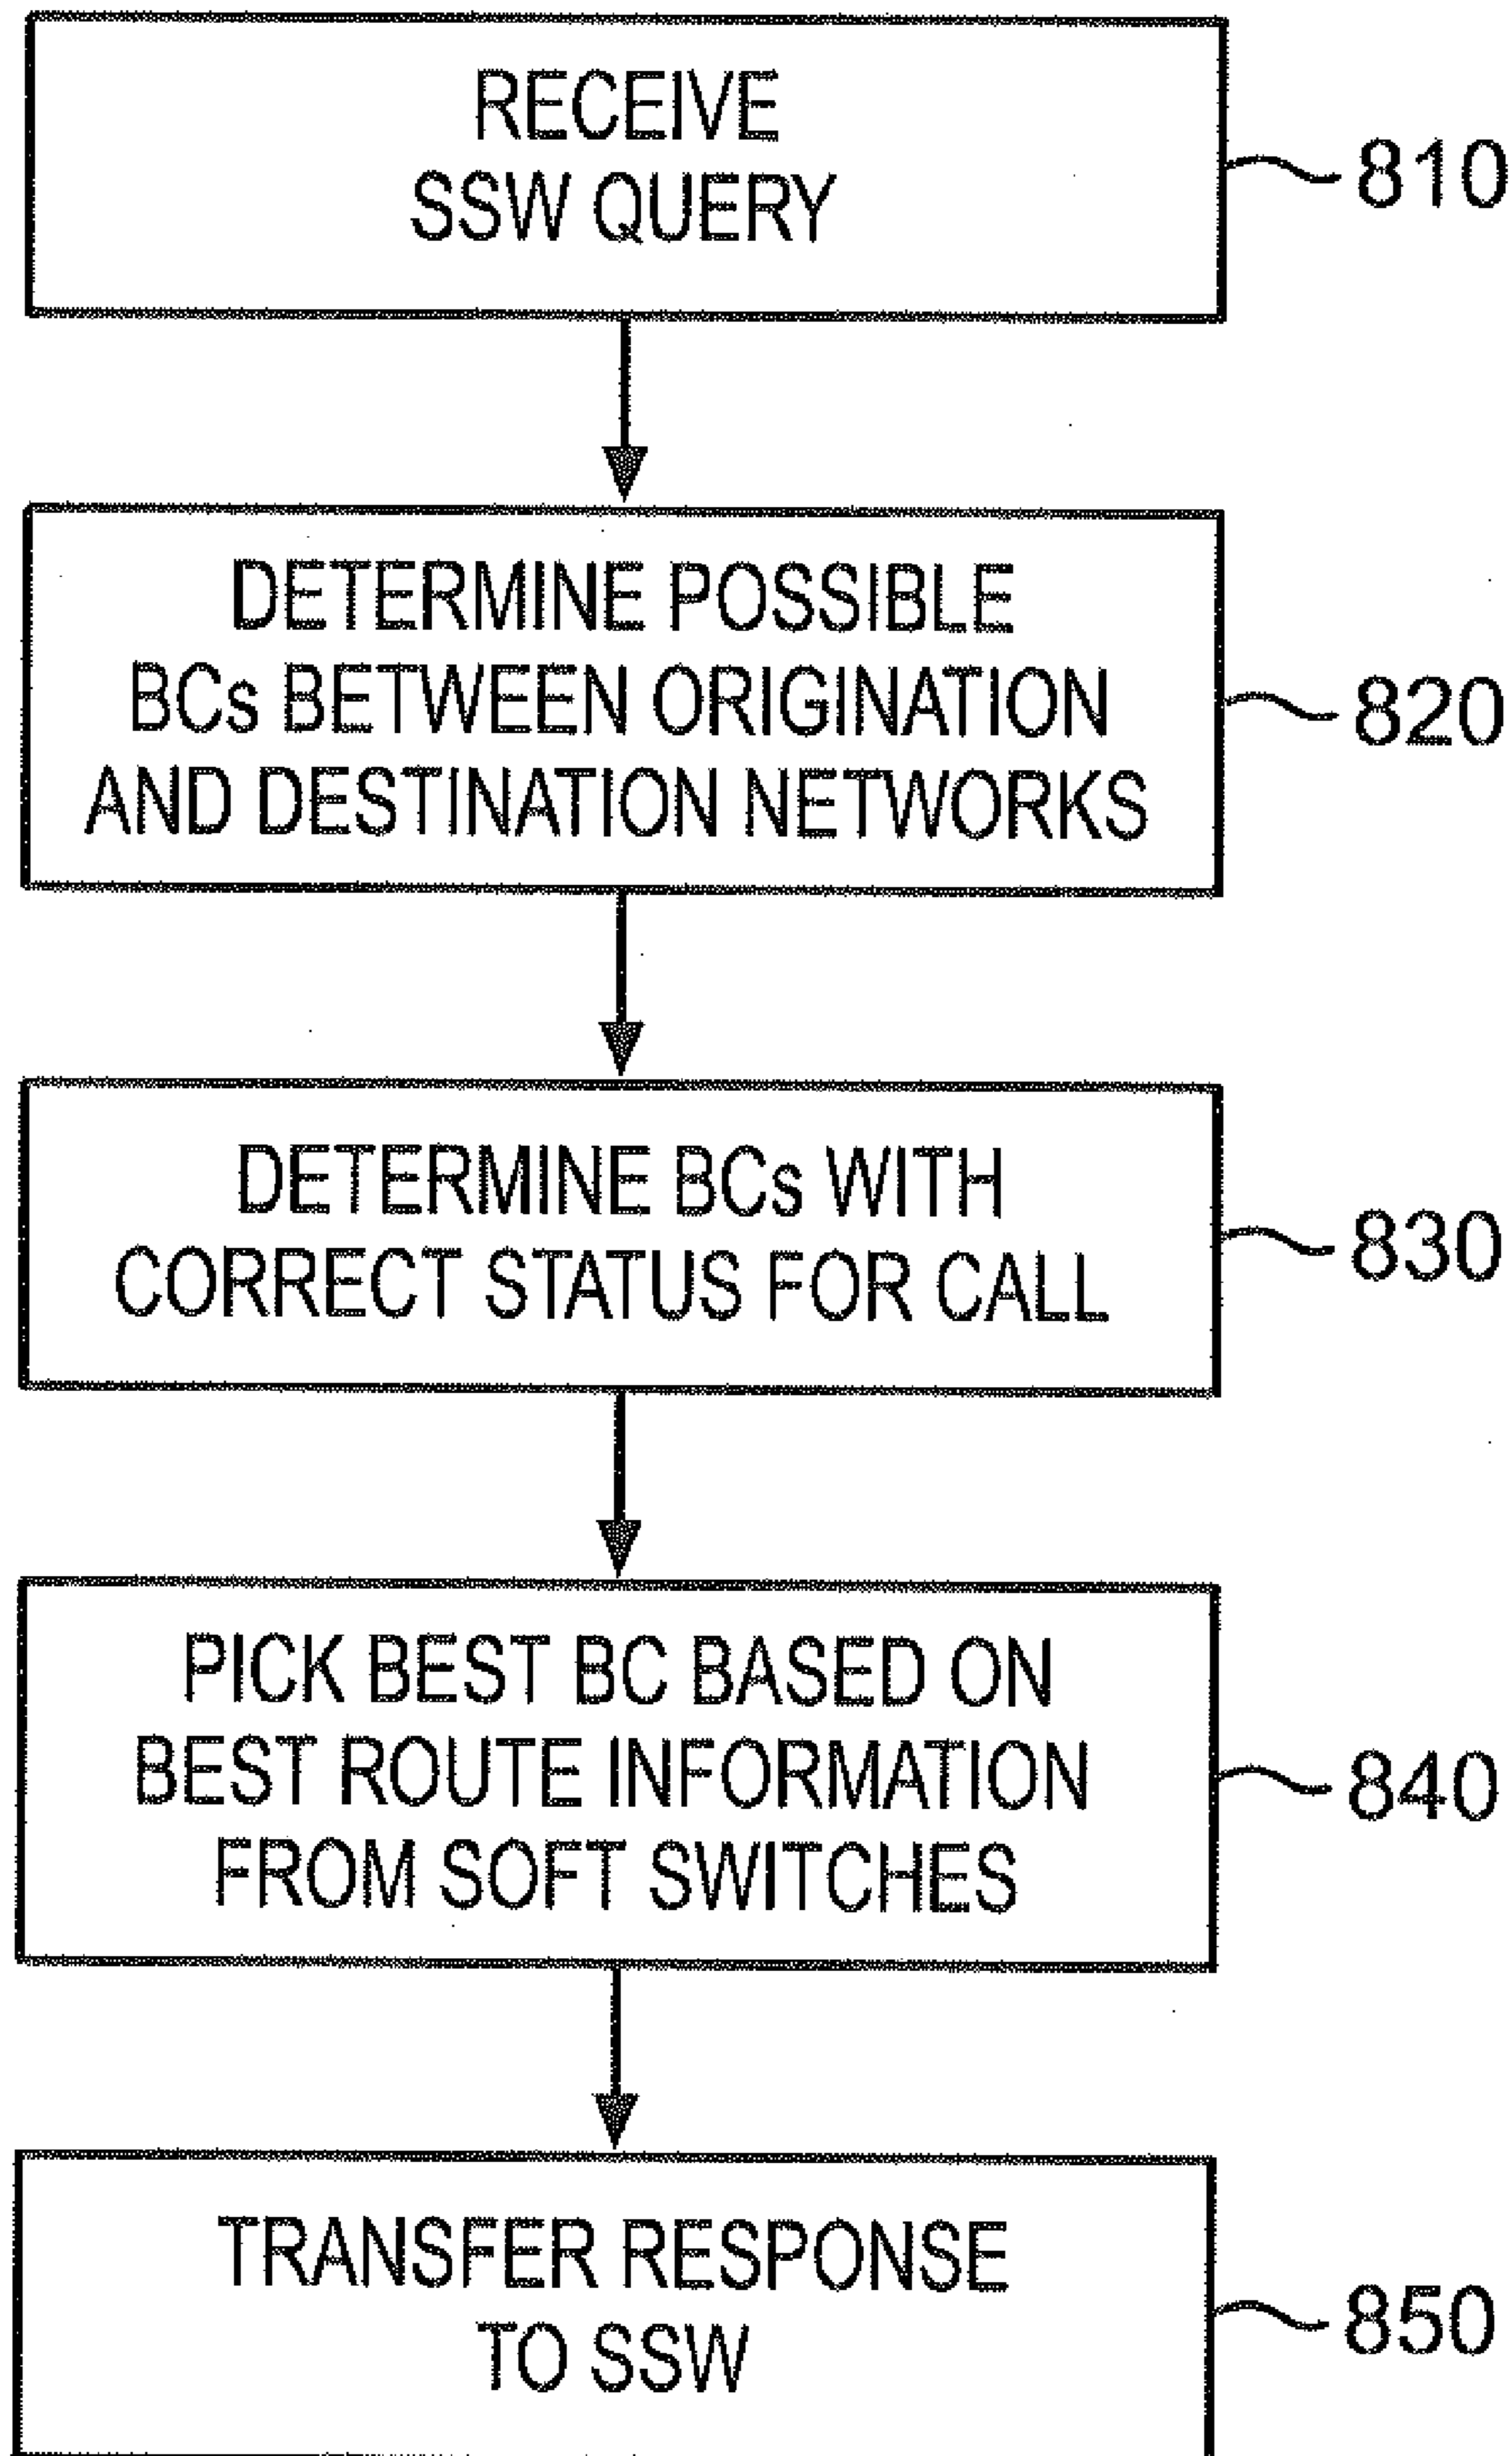 RECEIVE
SSW QUERY
810
DETERMINE POSSIBLE
BCs BETWEEN ORIGINATION
AND DESTINATION NETWORKS
820
DETERMINE BCs WITH
CORRECT STATUS FOR CALL
830
PICK BEST BC BASED ON
BEST ROUTE INFORMATION
FROM SOFT SWITCHES
840
TRANSFER RESPONSE
TO SSW
850